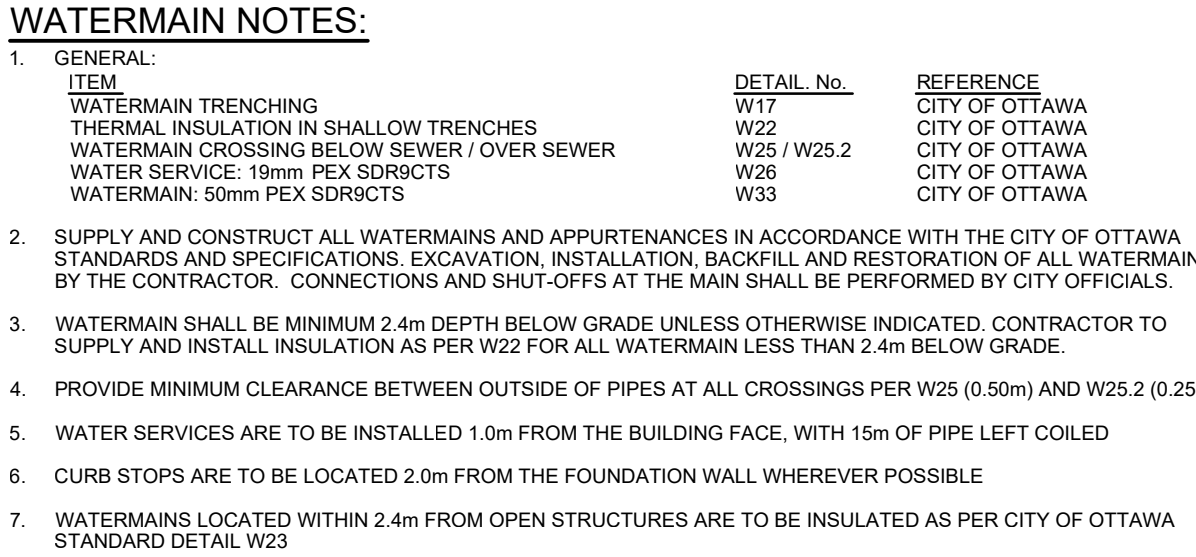 WATERMAIN NOTES:
1. GENERAL:
ITEM DETAIL. No. REFERENCE
WATERMAIN TRENCHING W17 CITY OF OTTAWA
THERMAL INSULATION IN SHALLOW TRENCHES W22 CITY OF OTTAWA
WATERMAIN CROSSING BELOW SEWER / OVER SEWER W25 / W25.2 CITY OF OTTAWA
WATER SERVICE: 19mm PEX SDR9CTS W26 CITY OF OTTAWA
WATERMAIN: 50mm PEX SDR9CTS W33 CITY OF OTTAWA
2. SUPPLY AND CONSTRUCT ALL WATERMAINS AND APPURTENANCES IN ACCORDANCE WITH THE CITY OF OTTAWA
STANDARDS AND SPECIFICATIONS. EXCAVATION, INSTALLATION, BACKFILL AND RESTORATION OF ALL WATERMAIN
BY THE CONTRACTOR. CONNECTIONS AND SHUT-OFFS AT THE MAIN SHALL BE PERFORMED BY CITY OFFICIALS.
3. WATERMAIN SHALL BE MINIMUM 2.4m DEPTH BELOW GRADE UNLESS OTHERWISE INDICATED. CONTRACTOR TO
SUPPLY AND INSTALL INSULATION AS PER W22 FOR ALL WATERMAIN LESS THAN 2.4m BELOW GRADE.
4. PROVIDE MINIMUM CLEARANCE BETWEEN OUTSIDE OF PIPES AT ALL CROSSINGS PER W25 (0.50m) AND W25.2 (0.25
5. WATER SERVICES ARE TO BE INSTALLED 1.0m FROM THE BUILDING FACE, WITH 15m OF PIPE LEFT COILED
6. CURB STOPS ARE TO BE LOCATED 2.0m FROM THE FOUNDATION WALL WHEREVER POSSIBLE
7. WATERMAINS LOCATED WITHIN 2.4m FROM OPEN STRUCTURES ARE TO BE INSULATED AS PER CITY OF OTTAWA
STANDARD DETAIL W23